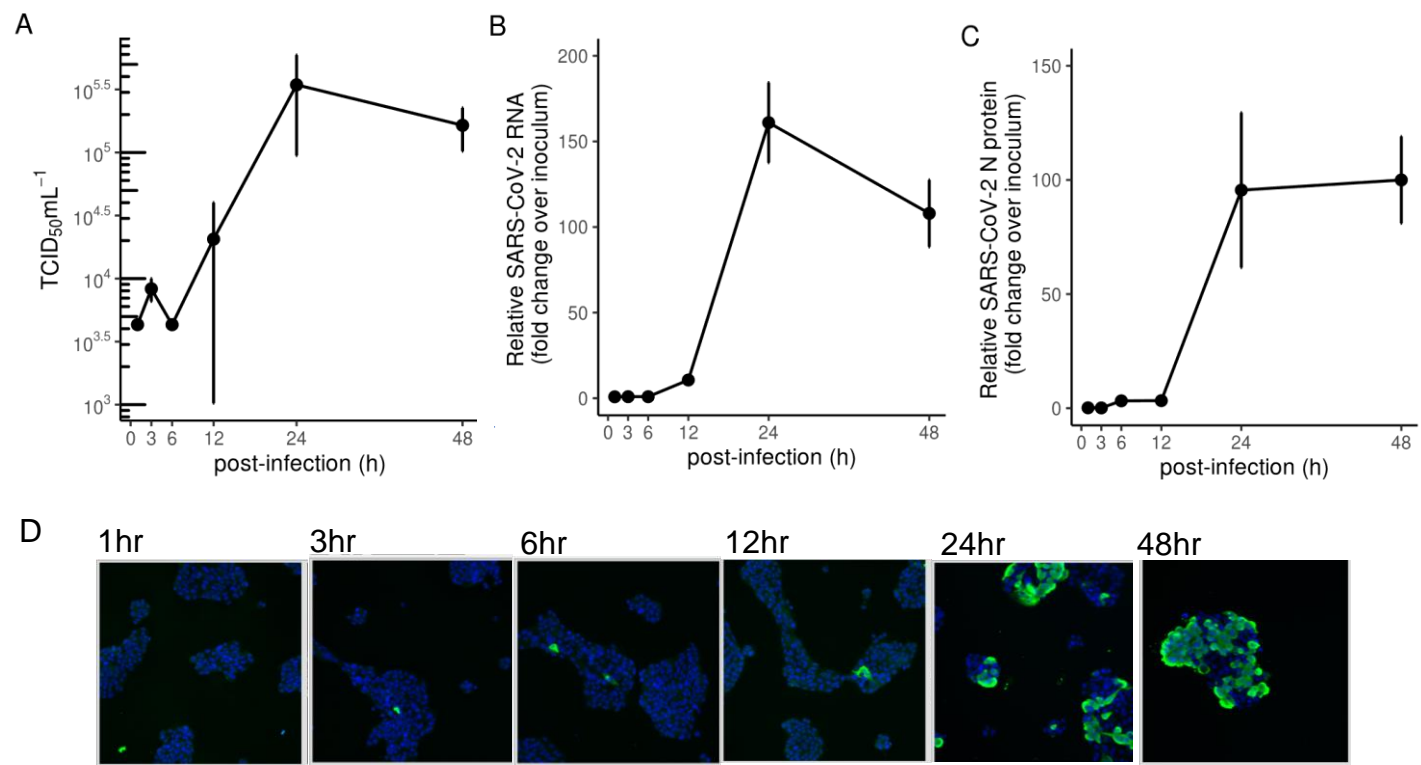 A
B
C
TCID₅₀mL⁻¹
10^5.5
10^5
10^4.5
10^4
10^3.5
10^3
0 3 6 12 24 48
post-infection (h)
Relative SARS-CoV-2 RNA
(fold change over inoculum)
200
150
100
50
0
0 3 6 12 24 48
post-infection (h)
Relative SARS-CoV-2 N protein
(fold change over inoculum)
150
100
50
0
0 3 6 12 24 48
post-infection (h)
D
1hr 3hr 6hr 12hr 24hr 48hr